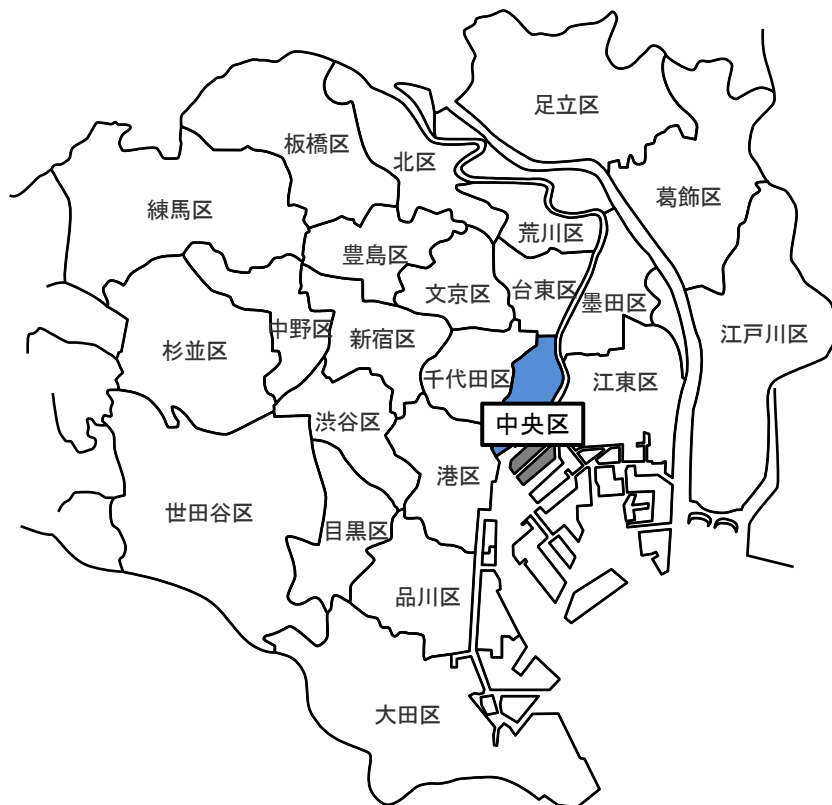 足立区
板橋区
北区
葛飾区
練馬区
荒川区
豊島区
台東区
文京区
墨田区
中野区
新宿区
江戸川区
杉並区
千代田区
江東区
渋谷区
中央区
港区
世田谷区
目黒区
品川区
大田区